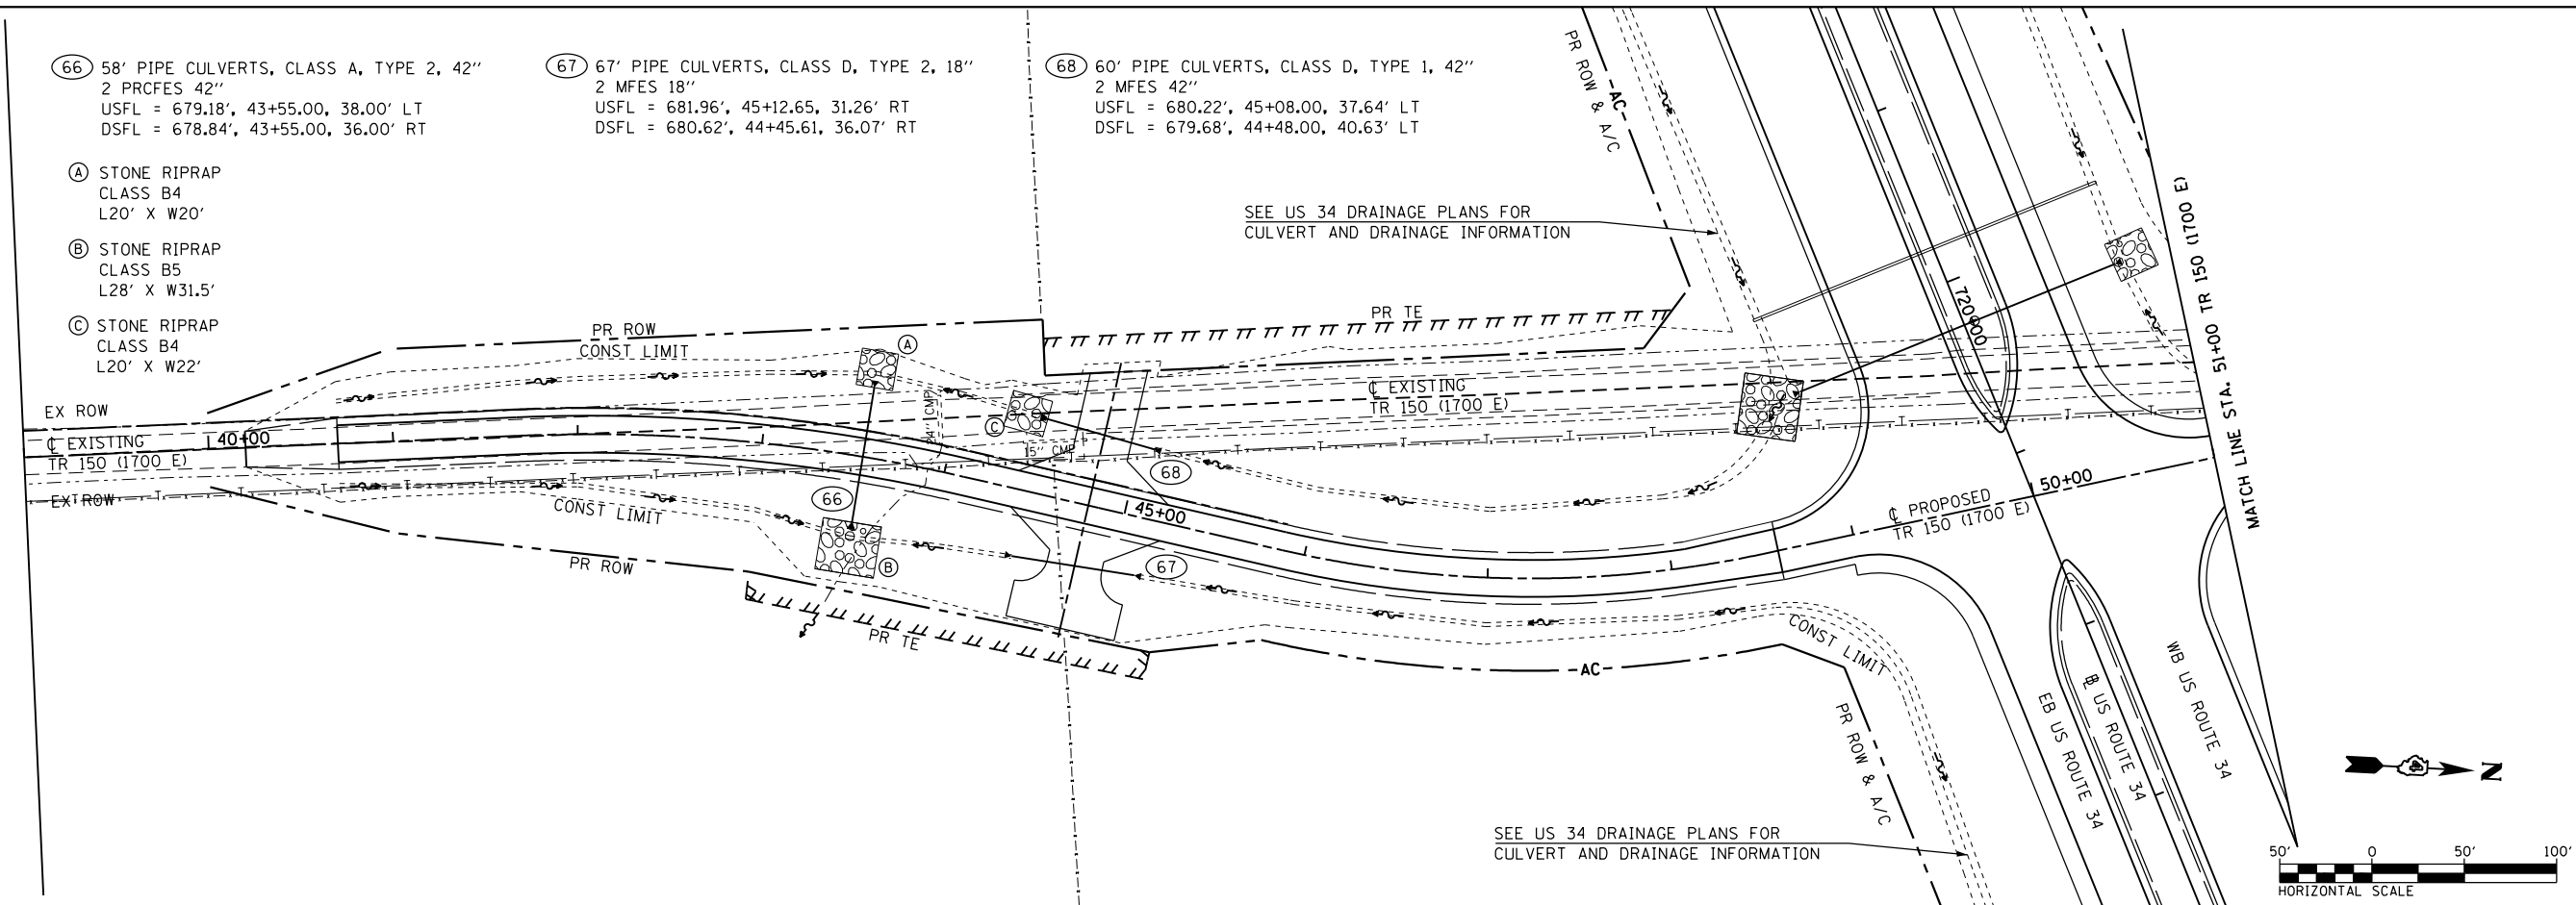 66 58' PIPE CULVERTS, CLASS A, TYPE 2, 42"
2 PRCFES 42"
USFL = 679.18', 43+55.00, 38.00' LT
DSFL = 678.84', 43+55.00, 36.00' RT
67 67' PIPE CULVERTS, CLASS D, TYPE 2, 18"
2 MFES 18"
USFL = 681.96', 45+12.65, 31.26' RT
DSFL = 680.62', 44+45.61, 36.07' RT
68 60' PIPE CULVERTS, CLASS D, TYPE 1, 42"
2 MFES 42"
USFL = 680.22', 45+08.00, 37.64' LT
DSFL = 679.68', 44+48.00, 40.63' LT
A STONE RIPRAP
CLASS B4
L20' X W20'
B STONE RIPRAP
CLASS B5
L28' X W31.5'
C STONE RIPRAP
CLASS B4
L20' X W22'
PR ROW & A/C
AC
SEE US 34 DRAINAGE PLANS FOR
CULVERT AND DRAINAGE INFORMATION
MATCH LINE STA. 51+00 TR 150 (1700 E)
720+00
PR ROW
CONST LIMIT
A
PR TE
EX ROW
℄ EXISTING
TR 150 (1700 E)
40+00
24" CMP
C
15" CMP
℄ EXISTING
TR 150 (1700 E)
68
EX ROW
66
CONST LIMIT
45+00
℄ PROPOSED
TR 150 (1700 E)
50+00
PR ROW
B
67
PR TE
AC
CONST LIMIT
PR ROW & A/C
EB US ROUTE 34
℄ US ROUTE 34
WB US ROUTE 34
SEE US 34 DRAINAGE PLANS FOR
CULVERT AND DRAINAGE INFORMATION
N
50' 0 50' 100'
HORIZONTAL SCALE